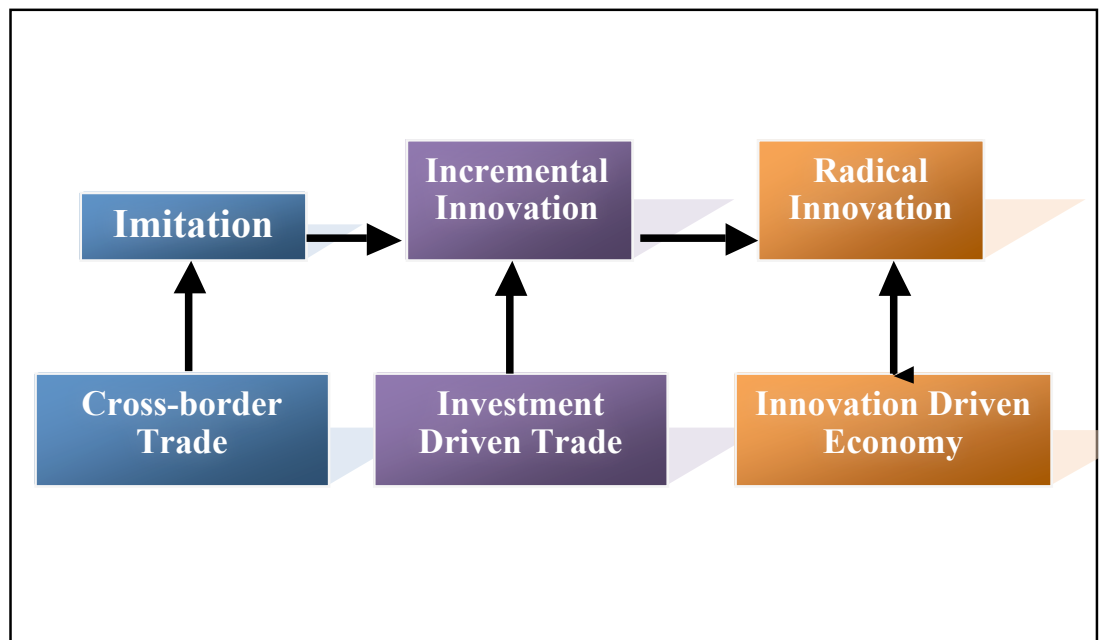 Imitation
Incremental
Innovation
Radical
Innovation
Cross-border
Trade
Investment
Driven Trade
Innovation Driven
Economy